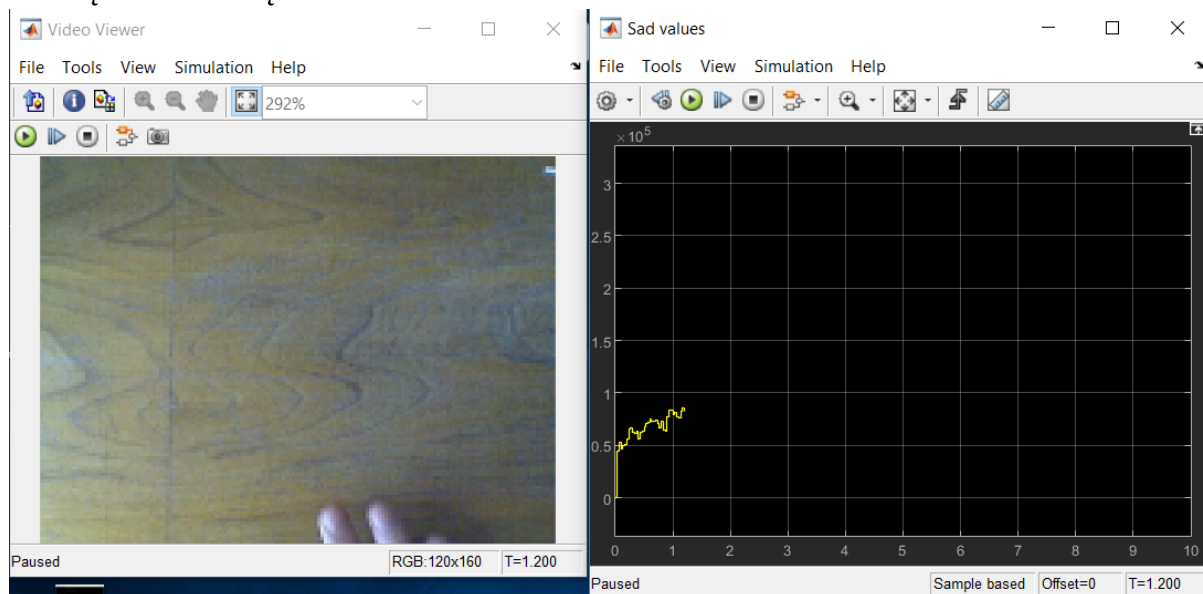 Video Viewer
File Tools View Simulation Help
292%
Paused
RGB:120x160
T=1.200
Sad values
File Tools View Simulation Help
×10⁵
3
2.5
2
1.5
1
0.5
0
0 1 2 3 4 5 6 7 8 9 10
Paused
Sample based
Offset=0
T=1.200